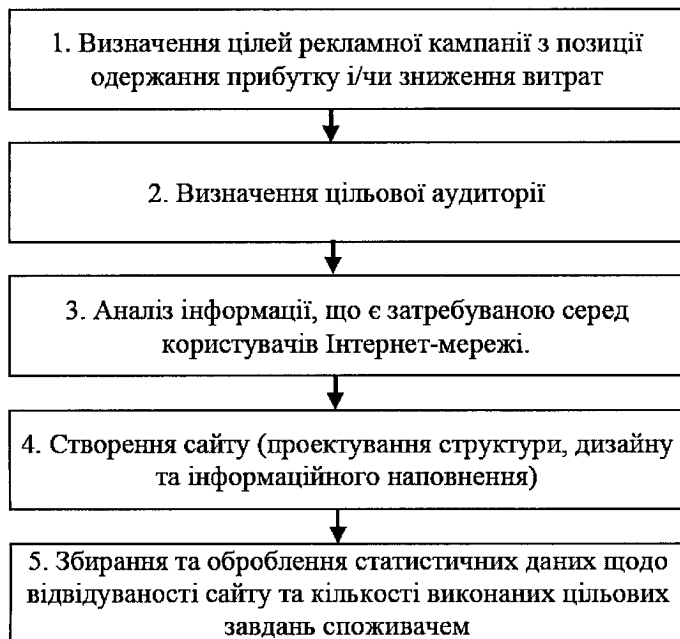 1. Визначення цілей рекламної кампанії з позиції
одержання прибутку і/чи зниження витрат
2. Визначення цільової аудиторії
3. Аналіз інформації, що є затребуваною серед
користувачів Інтернет-мережі.
4. Створення сайту (проектування структури, дизайну
та інформаційного наповнення)
5. Збирання та оброблення статистичних даних щодо
відвідуваності сайту та кількості виконаних цільових
завдань споживачем